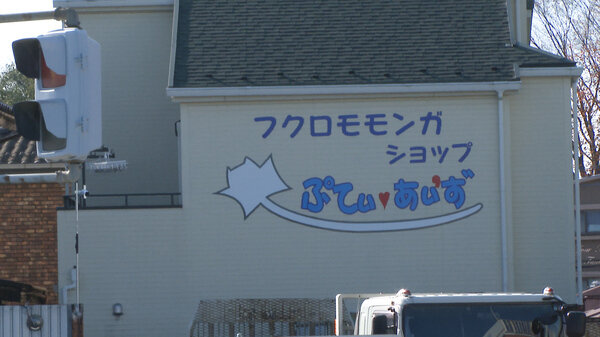 フクロモモンガ
ショップ
ぷてぃ♥あいず